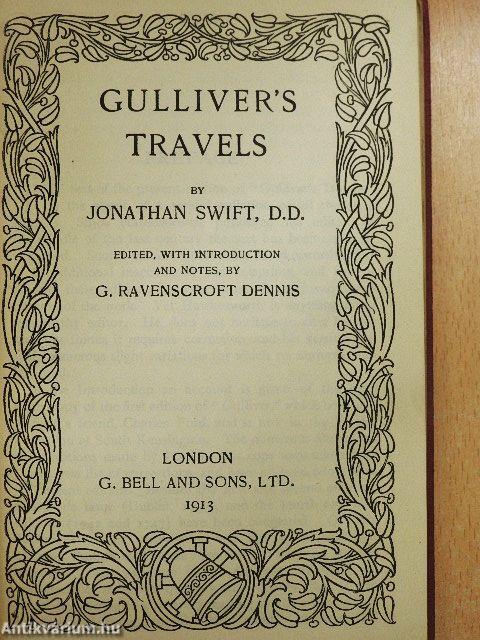 GULLIVER'S
TRAVELS
BY
JONATHAN SWIFT, D.D.
EDITED, WITH INTRODUCTION
AND NOTES, BY
G. RAVENSCROFT DENNIS
LONDON
G. BELL AND SONS, LTD.
1913
Antikvarium.hu